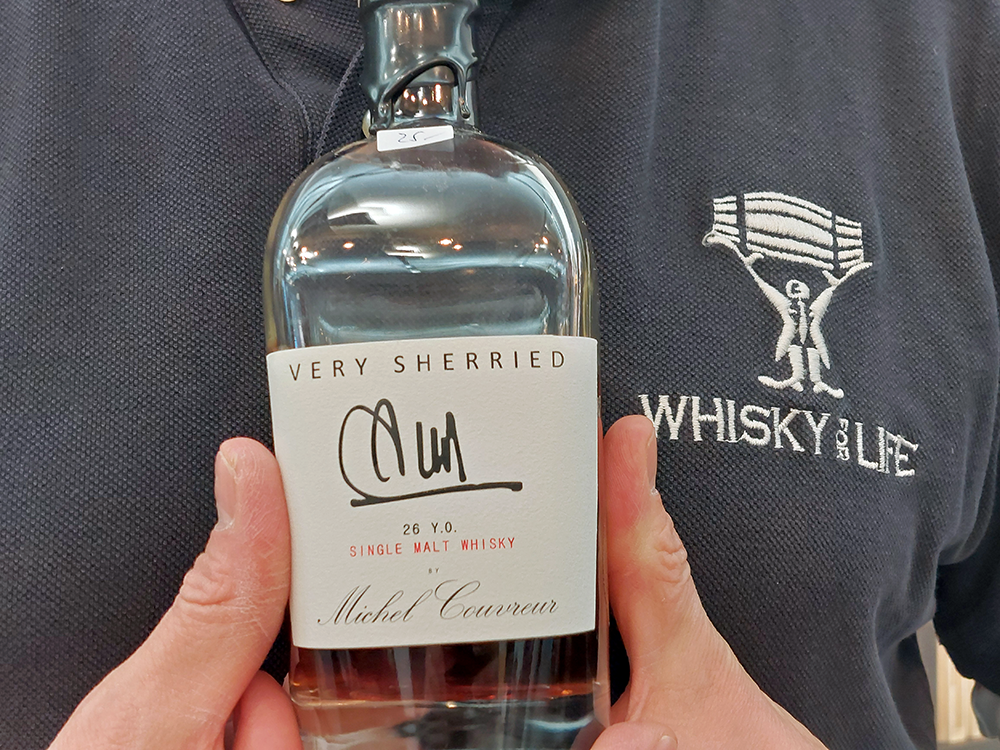 25
VERY SHERRIED
26 Y.O.
SINGLE MALT WHISKY
BY
Michel Couvreur
WHISKY FOR LIFE